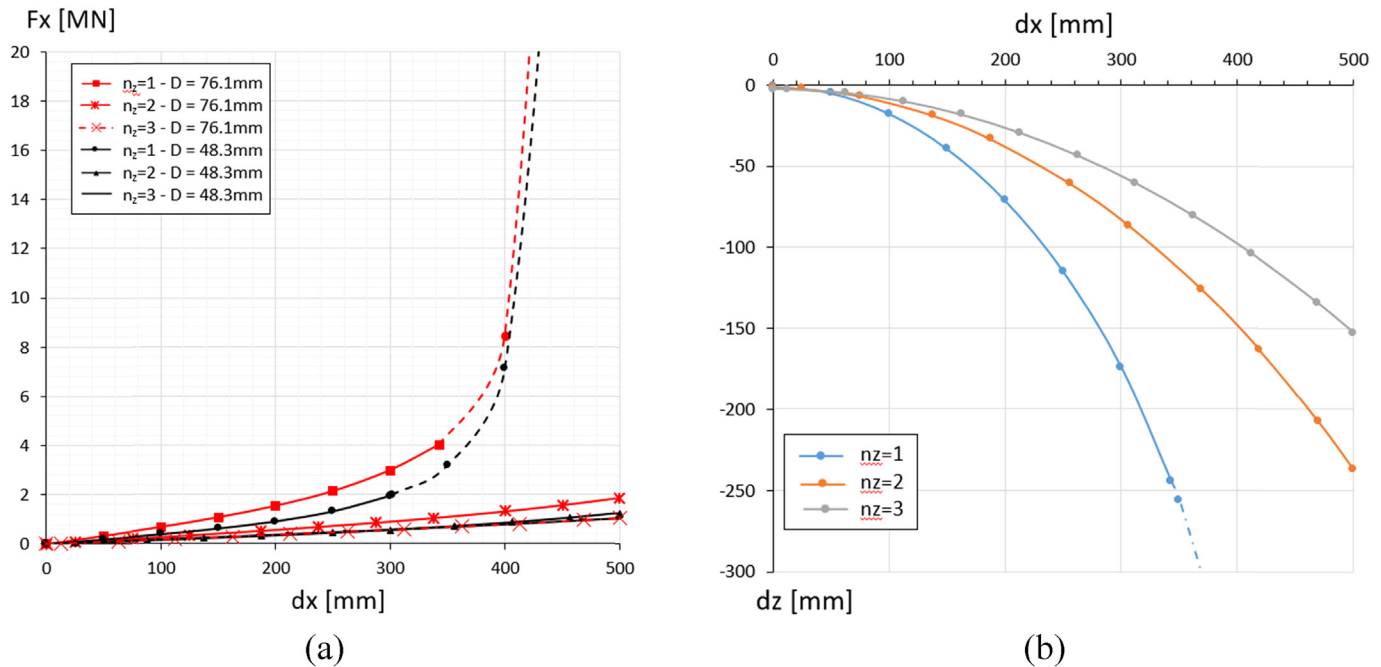 Fx [MN]
20
18
16
14
12
10
8
6
4
2
0
nz=1 - D = 76.1mm
nz=2 - D = 76.1mm
nz=3 - D = 76.1mm
nz=1 - D = 48.3mm
nz=2 - D = 48.3mm
nz=3 - D = 48.3mm
0 100 200 300 400 500
dx [mm]
(a)
dx [mm]
0 100 200 300 400 500
0
-50
-100
-150
-200
-250
-300
nz=1
nz=2
nz=3
dz [mm]
(b)